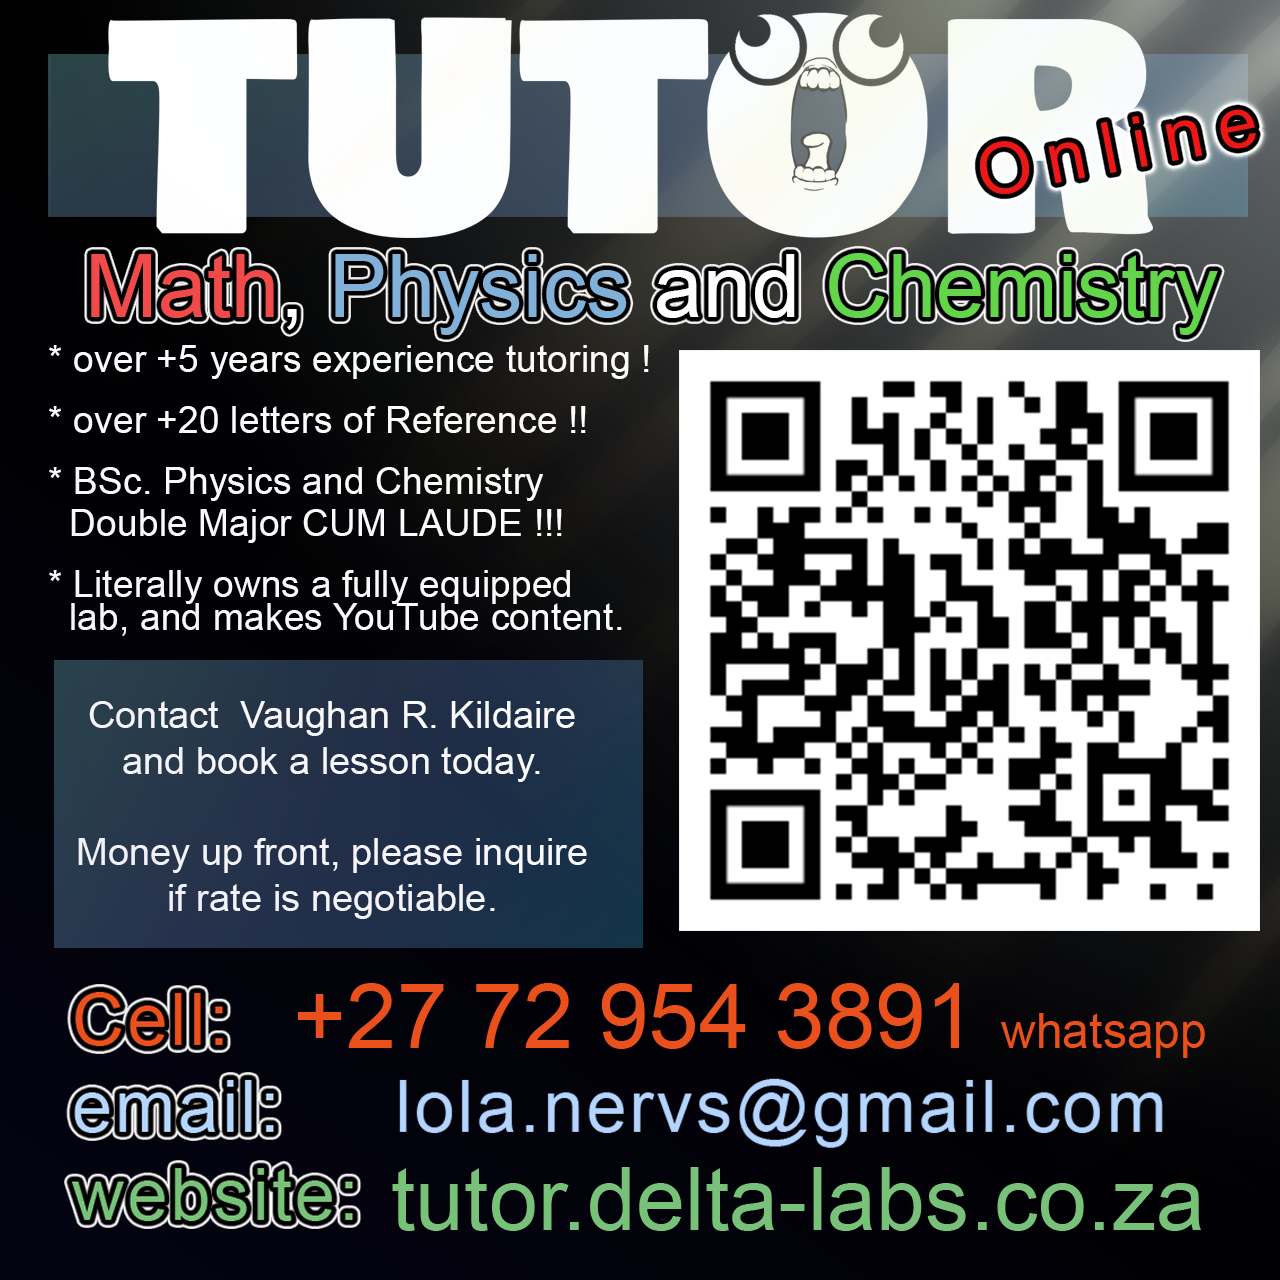 TUTOR
Online
Math, Physics and Chemistry
* over +5 years experience tutoring !
* over +20 letters of Reference !!
* BSc. Physics and Chemistry
Double Major CUM LAUDE !!!
* Literally owns a fully equipped
lab, and makes YouTube content.
Contact Vaughan R. Kildaire
and book a lesson today.
Money up front, please inquire
if rate is negotiable.
Cell: +27 72 954 3891 whatsapp
email: lola.nervs@gmail.com
website: tutor.delta-labs.co.za